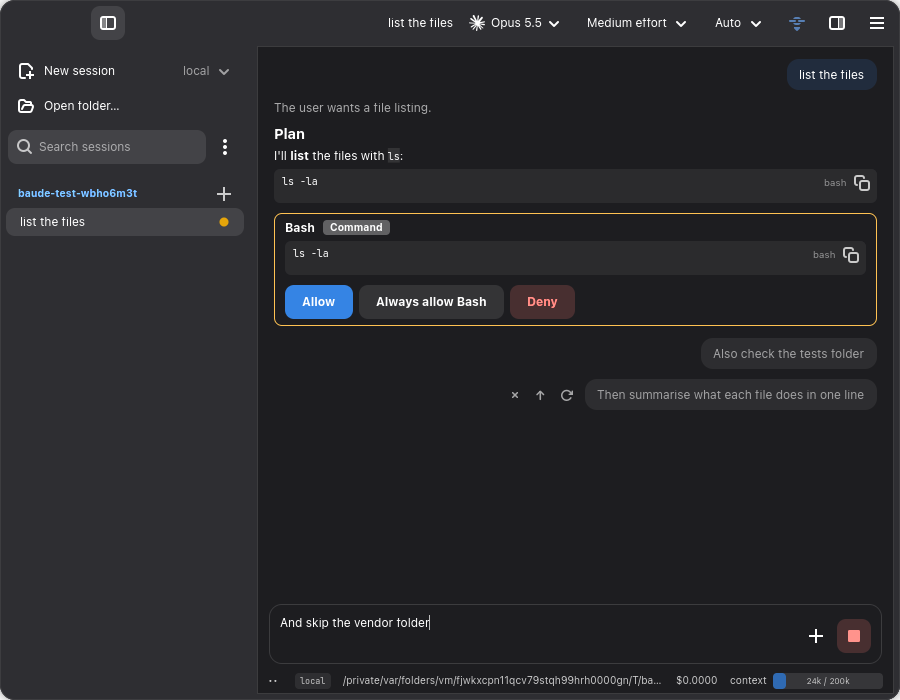 list the files
Opus 5.5
Medium effort
Auto
New session
local
Open folder...
Search sessions
baude-test-wbho6m3t
list the files
list the files
The user wants a file listing.
Plan
I'll list the files with ls:
ls -la
bash
Bash
Command
ls -la
bash
Allow
Always allow Bash
Deny
Also check the tests folder
Then summarise what each file does in one line
And skip the vendor folder
local
/private/var/folders/vm/fjwkxcpn11qcv79stqh99hrh0000gn/T/ba...
$0.0000
context
24k / 200k